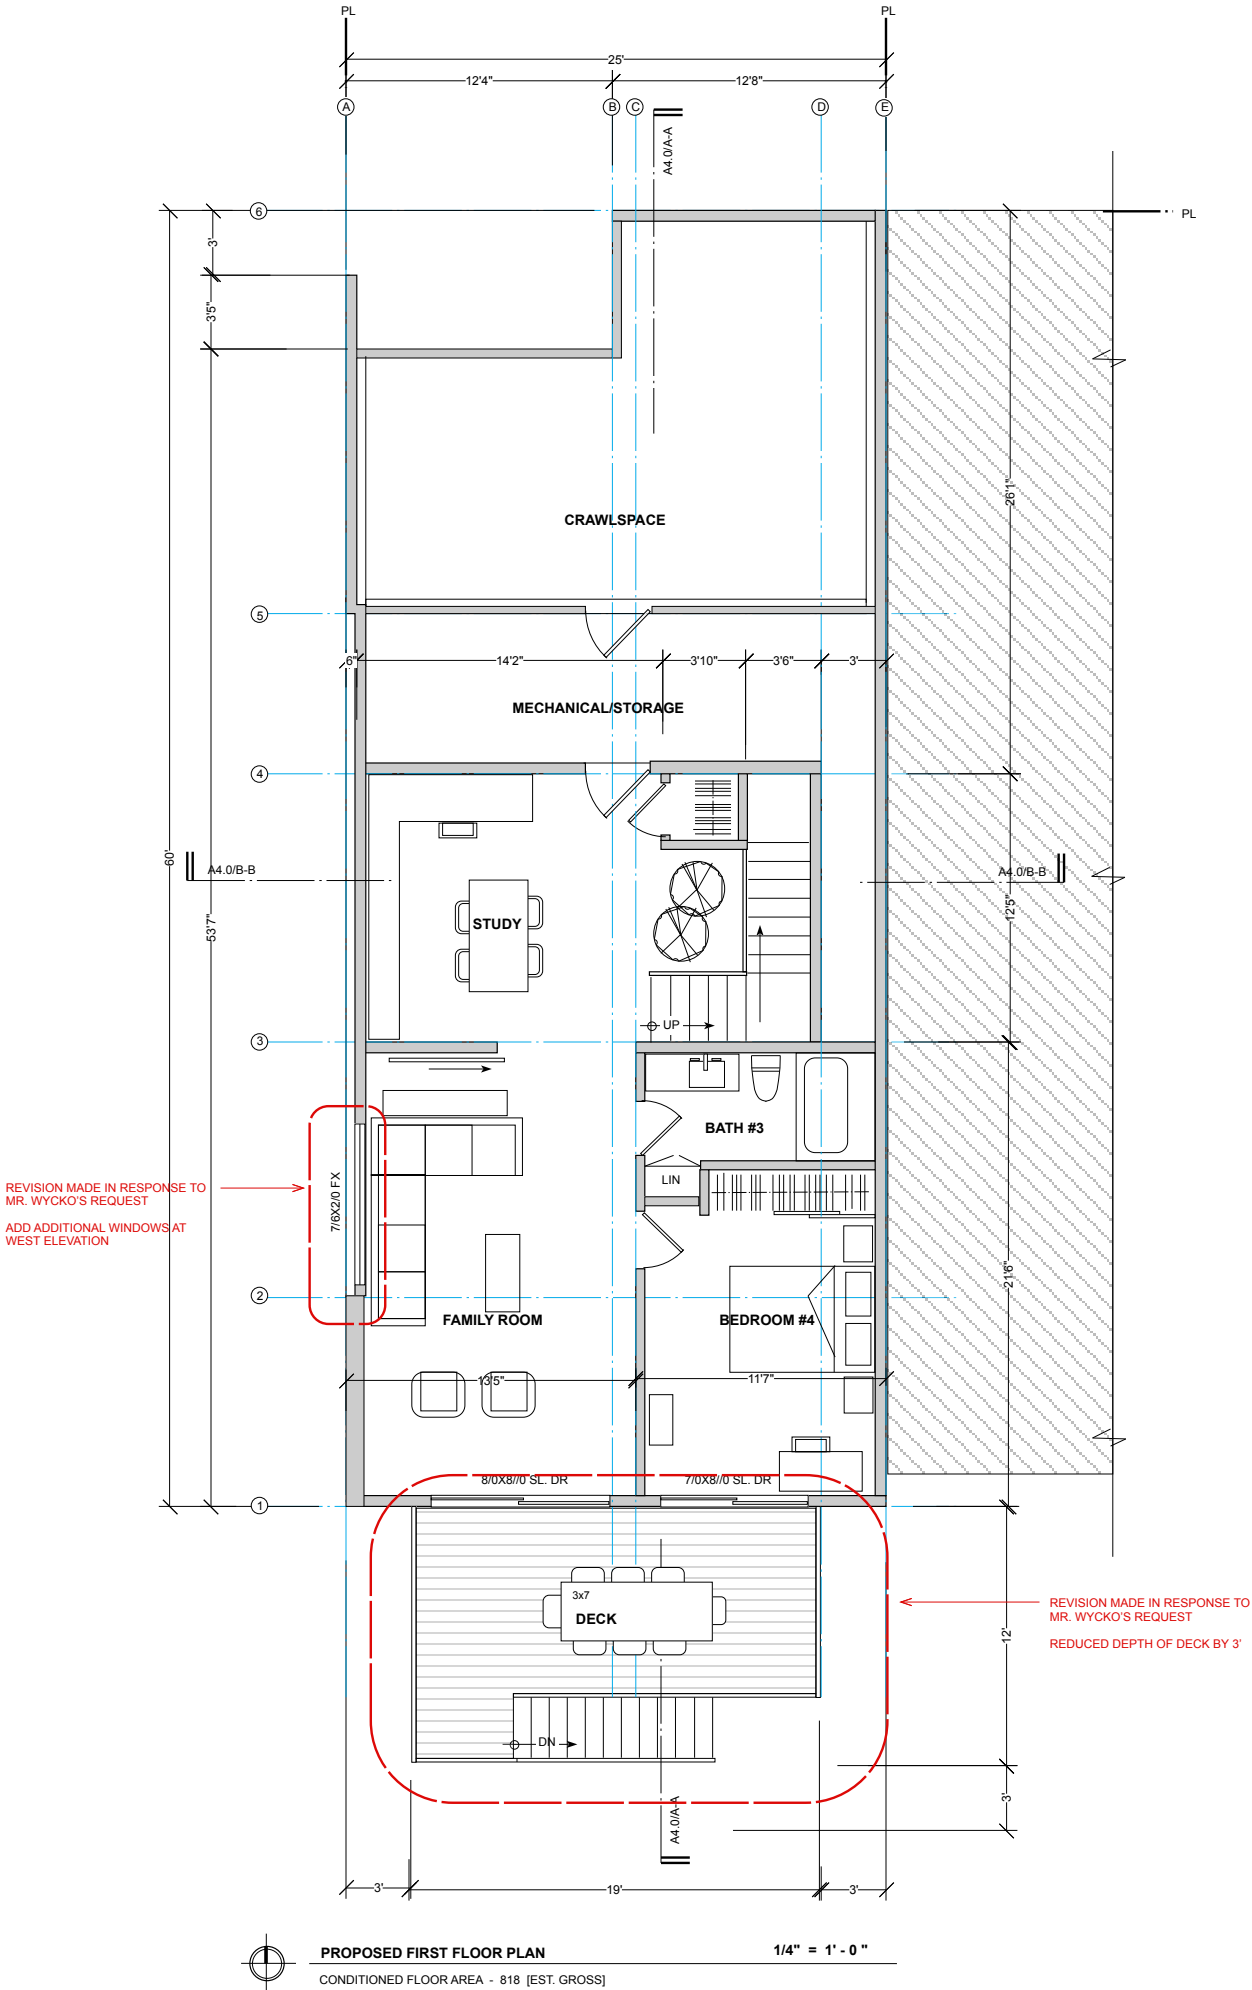 PL
PL
25'
12'4"
12'8"
A
B
C
D
E
A4.0/A-A
6
PL
3'
3'5"
26'1"
CRAWLSPACE
5
6"
14'2"
3'10"
3'6"
3'
MECHANICAL/STORAGE
4
60'
A4.0/B-B
A4.0/B-B
53'7"
12'5"
STUDY
UP
3
BATH #3
LIN
7/6X2/0 FX
REVISION MADE IN RESPONSE TO
MR. WYCKO'S REQUEST
ADD ADDITIONAL WINDOWS AT
WEST ELEVATION
21'6"
2
FAMILY ROOM
BEDROOM #4
13'5"
11'7"
8/0X8//0 SL. DR
7/0X8//0 SL. DR
1
3x7
DECK
REVISION MADE IN RESPONSE TO
MR. WYCKO'S REQUEST
REDUCED DEPTH OF DECK BY 3'
12'
DN
3'
A4.0/A-A
3'
19'
3'
PROPOSED FIRST FLOOR PLAN
1/4" = 1' - 0 "
CONDITIONED FLOOR AREA - 818 [EST. GROSS]